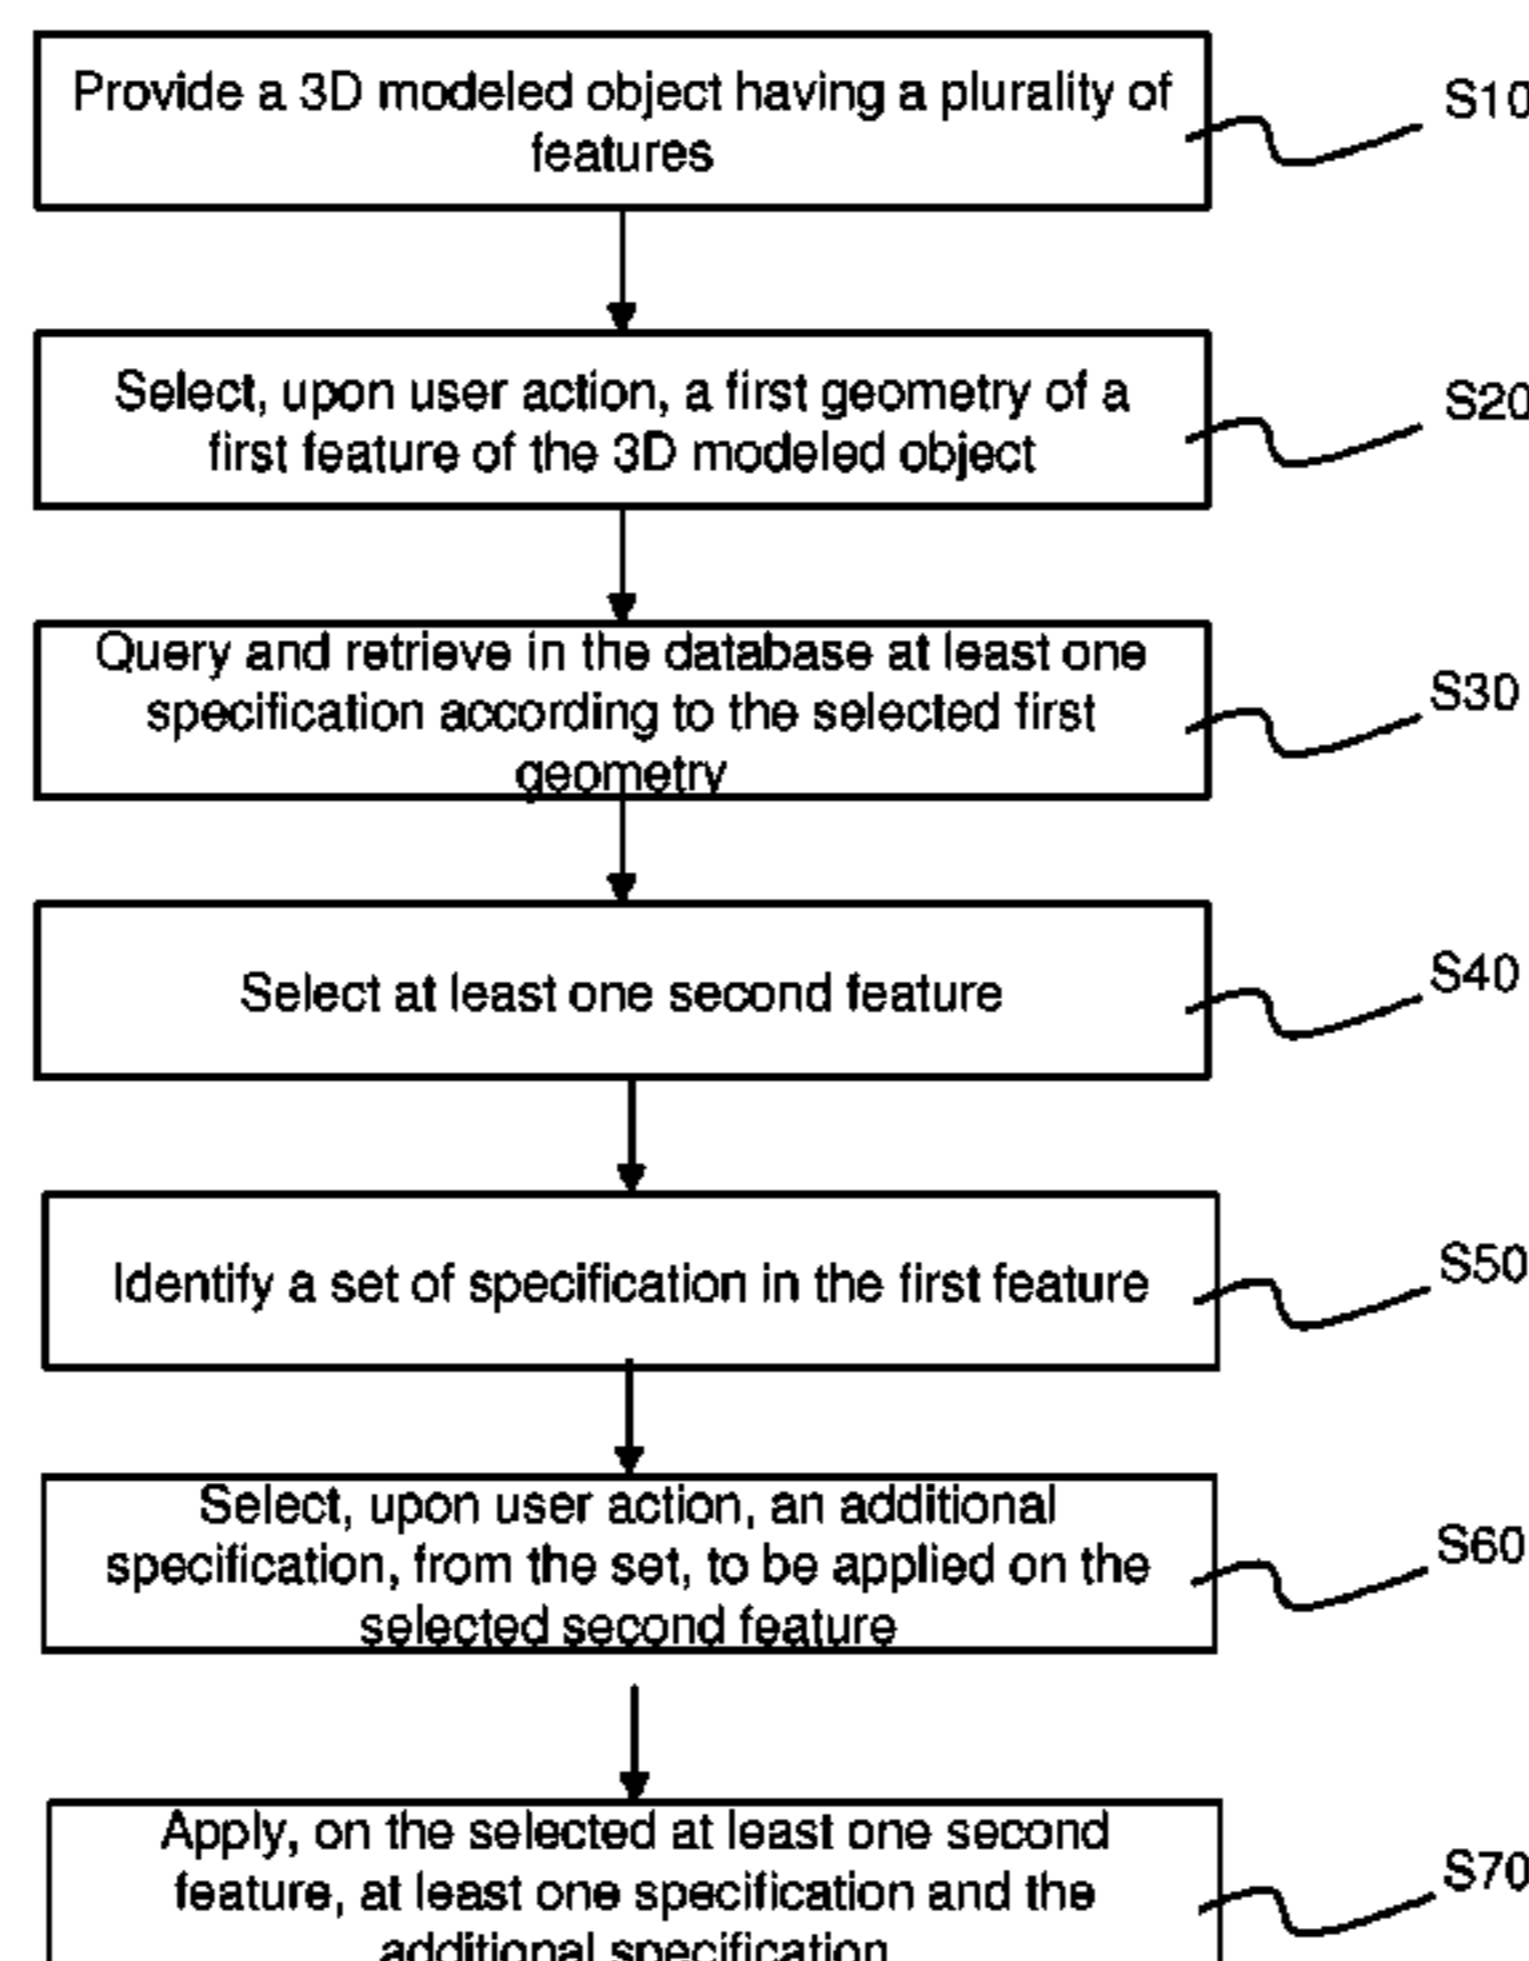 Provide a 3D modeled object having a plurality of
features
S10
Select, upon user action, a first geometry of a
first feature of the 3D modeled object
S20
Query and retrieve in the database at least one
specification according to the selected first
geometry
S30
Select at least one second feature
S40
Identify a set of specification in the first feature
S50
Select, upon user action, an additional
specification, from the set, to be applied on the
selected second feature
S60
Apply, on the selected at least one second
feature, at least one specification and the
additional specification
S70